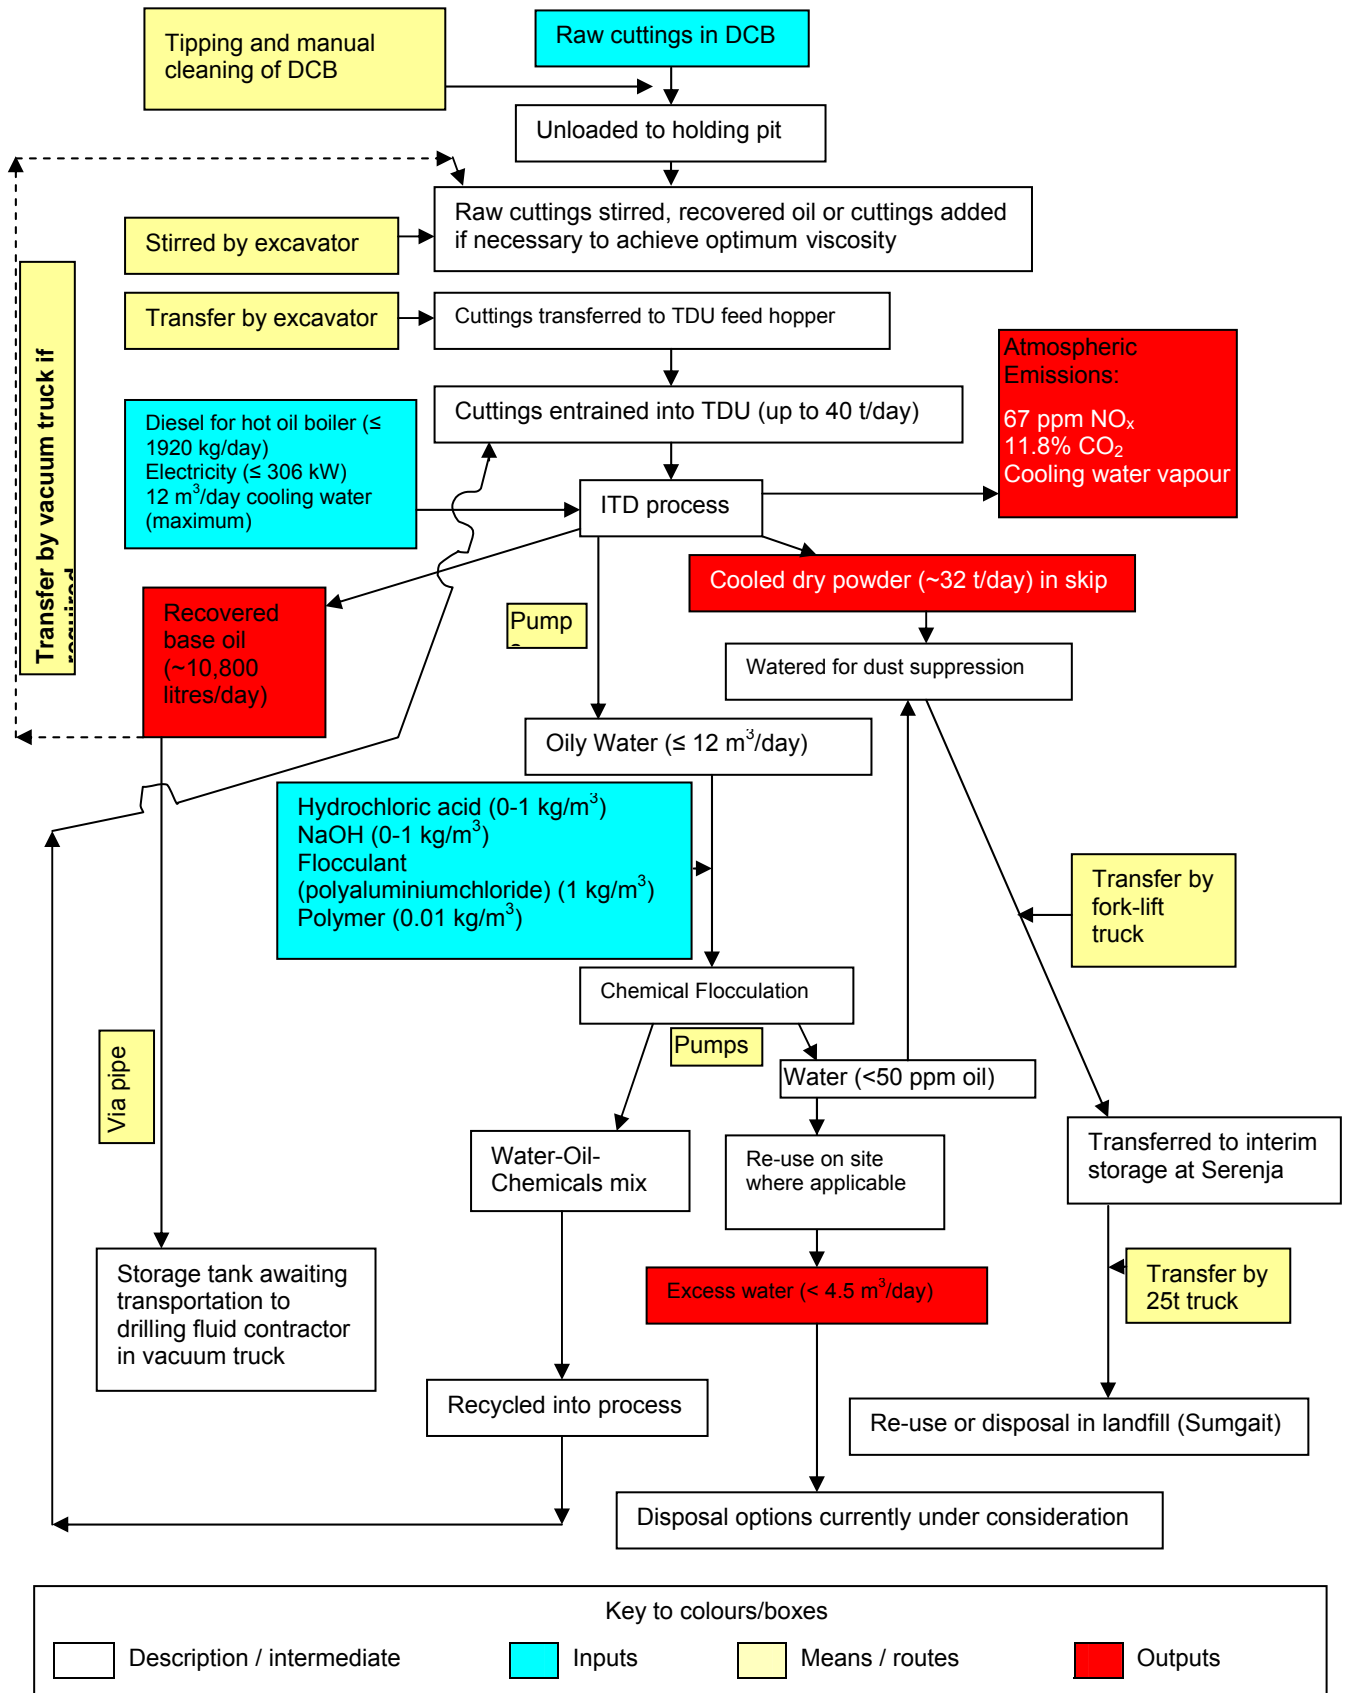 Tipping and manual
cleaning of DCB
Raw cuttings in DCB
Unloaded to holding pit
Raw cuttings stirred, recovered oil or cuttings added
if necessary to achieve optimum viscosity
Stirred by excavator
Transfer by excavator
Cuttings transferred to TDU feed hopper
Transfer by vacuum truck if
required
Atmospheric
Emissions:
67 ppm NOₓ
11.8% CO₂
Cooling water vapour
Diesel for hot oil boiler (≤
1920 kg/day)
Electricity (≤ 306 kW)
12 m³/day cooling water
(maximum)
Cuttings entrained into TDU (up to 40 t/day)
ITD process
Cooled dry powder (~32 t/day) in skip
Recovered
base oil
(~10,800
litres/day)
Pump
Watered for dust suppression
Oily Water (≤ 12 m³/day)
Hydrochloric acid (0-1 kg/m³)
NaOH (0-1 kg/m³)
Flocculant
(polyaluminiumchloride) (1 kg/m³)
Polymer (0.01 kg/m³)
Transfer by
fork-lift
truck
Chemical Flocculation
Pumps
Water (<50 ppm oil)
Via pipe
Water-Oil-
Chemicals mix
Re-use on site
where applicable
Transferred to interim
storage at Serenja
Storage tank awaiting
transportation to
drilling fluid contractor
in vacuum truck
Excess water (< 4.5 m³/day)
Transfer by
25t truck
Recycled into process
Re-use or disposal in landfill (Sumgait)
Disposal options currently under consideration
Key to colours/boxes
Description / intermediate
Inputs
Means / routes
Outputs